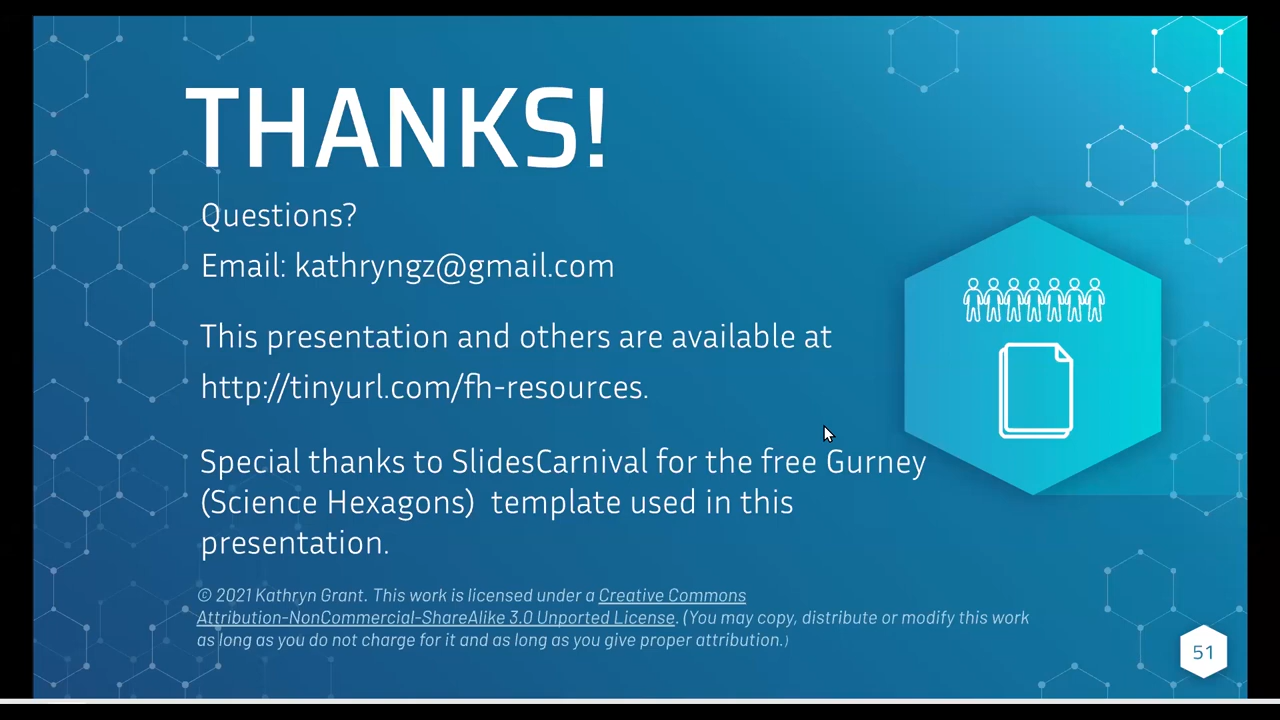 THANKS!
Questions?
Email: kathryngz@gmail.com
This presentation and others are available at
http://tinyurl.com/fh-resources.
Special thanks to SlidesCarnival for the free Gurney
(Science Hexagons)  template used in this
presentation.
© 2021 Kathryn Grant. This work is licensed under a Creative Commons
Attribution-NonCommercial-ShareAlike 3.0 Unported License. (You may copy, distribute or modify this work
as long as you do not charge for it and as long as you give proper attribution.)
51